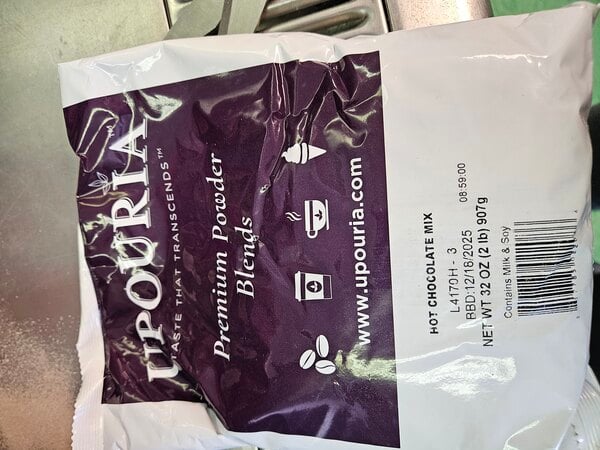 UPOURIA
TASTE THAT TRANSCENDS™
Premium Powder
Blends
www.upouria.com
HOT CHOCOLATE MIX
L4170H - 3
RBD:12/18/2025 08:59:00
NET WT 32 OZ (2 lb) 907g
Contains Milk & Soy